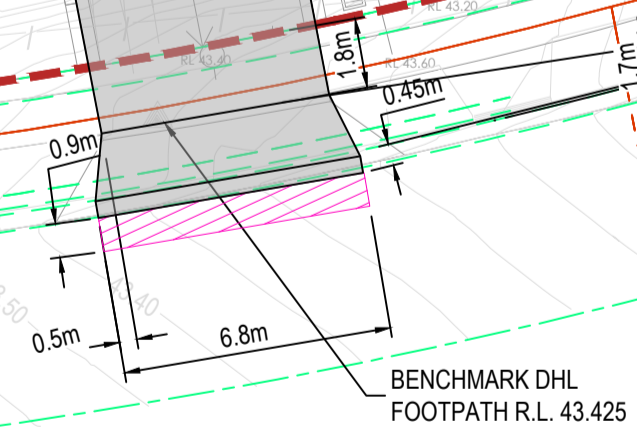 RL 43.20
RL 43.40
1.8m
RL 43.60
1.7m
0.45m
0.9m
43.40
0.5m
6.8m
BENCHMARK DHL
FOOTPATH R.L. 43.425